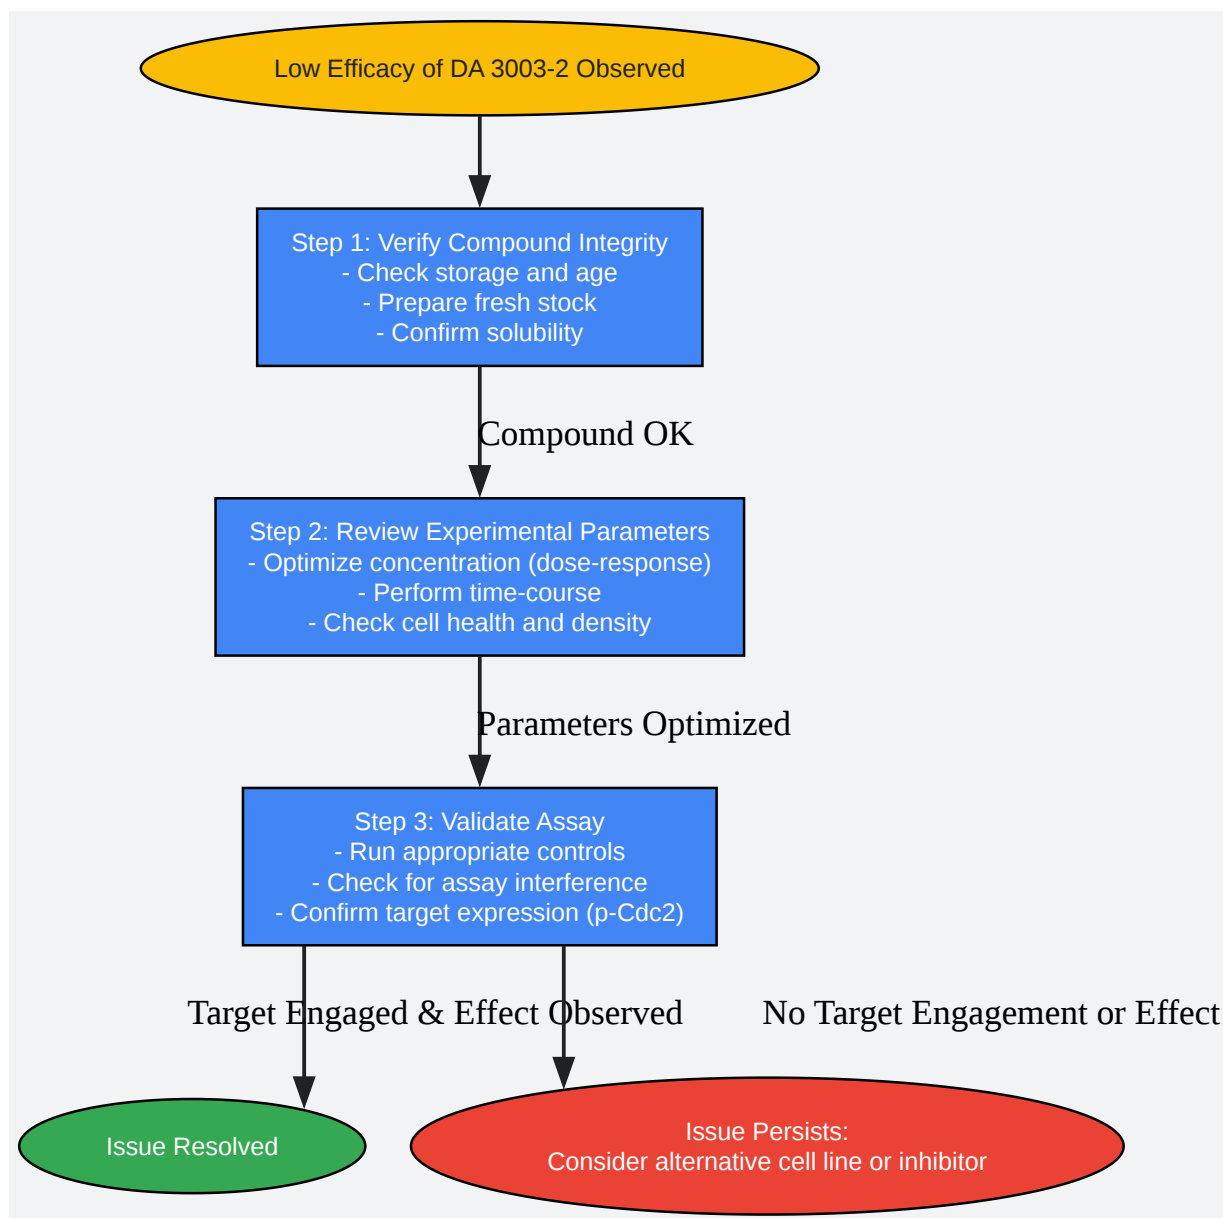 Low Efficacy of DA 3003-2 Observed
Step 1: Verify Compound Integrity
- Check storage and age
- Prepare fresh stock
- Confirm solubility
Compound OK
Step 2: Review Experimental Parameters
- Optimize concentration (dose-response)
- Perform time-course
- Check cell health and density
Parameters Optimized
Step 3: Validate Assay
- Run appropriate controls
- Check for assay interference
- Confirm target expression (p-Cdc2)
Target Engaged & Effect Observed
No Target Engagement or Effect
Issue Resolved
Issue Persists:
Consider alternative cell line or inhibitor